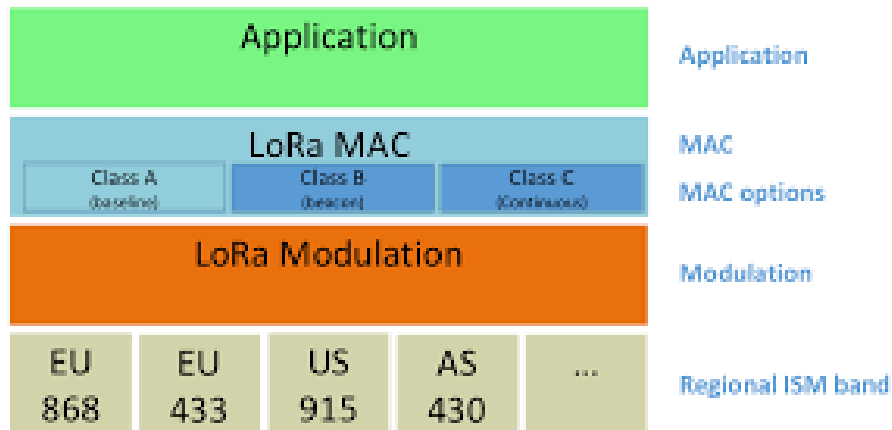 Application
Application
LoRa MAC
MAC
Class A
(baseline)
Class B
(beacon)
Class C
(Continuous)
MAC options
LoRa Modulation
Modulation
EU
868
EU
433
US
915
AS
430
...
Regional ISM band